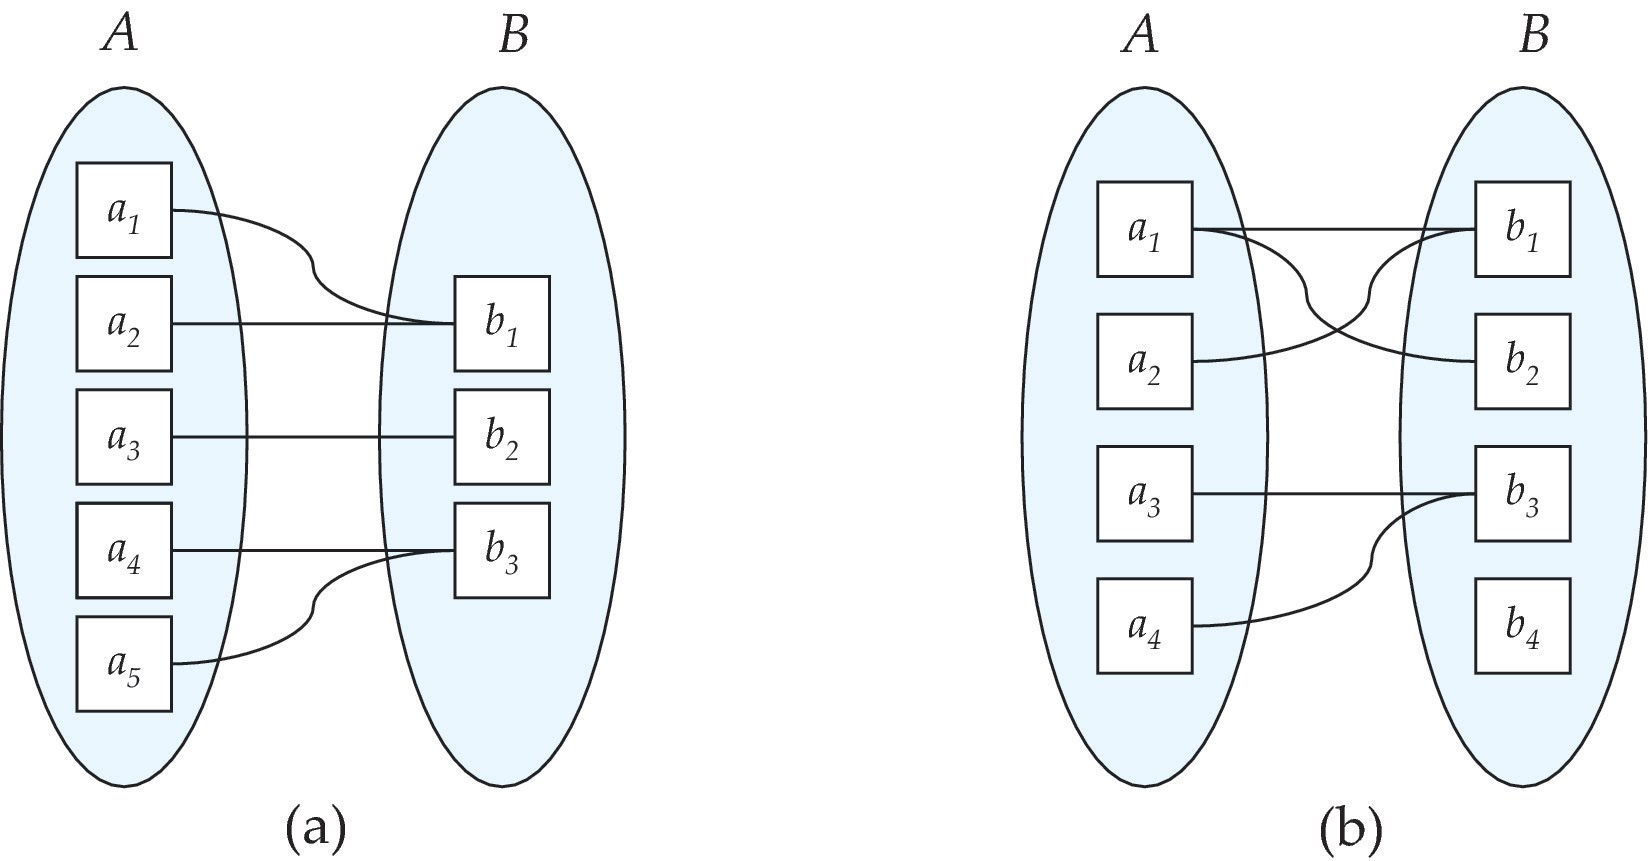 A B
a1
a2 b1
a3 b2
a4 b3
a5
(a)
A B
a1 b1
a2 b2
a3 b3
a4 b4
(b)